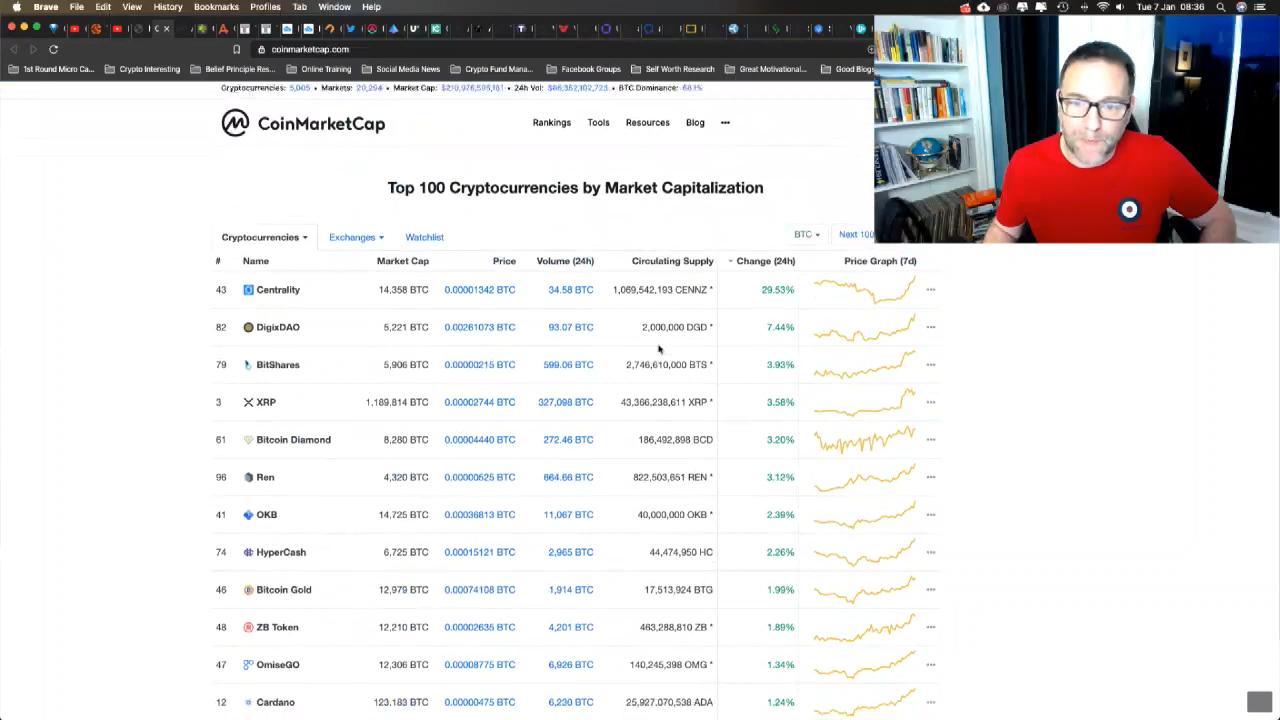 Brave File Edit View History Bookmarks Window Help
Tue 7 Jan 08:36
coinmarketcap.com
1st Round Micro Ca...
Crypto Interesting
Online Training
Social Media News
Crypto Fund Man...
Facebook Gro
Self Worth Research
Great Motivational...
Good Blogs
Cryptocurrencies: 5,005 • Markets: 20,294 • Market Cap: • 24h Vol: • BTC Dominance:
CoinMarketCap
Rankings Tools Resources Blog •••
Top 100 Cryptocurrencies by Market Capitalization
Cryptocurrencies Exchanges Watchlist BTC Next 100
# Name Market Cap Price Volume (24h) Circulating Supply Change (24h) Price Graph (7d)
43 Centrality 14,358 BTC 0.00001342 BTC 34.58 BTC 1,069,542,193 CENNZ * 29.53% •••
82 DigixDAO 5,221 BTC 0.00261073 BTC 93.07 BTC 2,000,000 DGD * 7.44% •••
79 BitShares 5,906 BTC 0.00000215 BTC 599.06 BTC 2,746,610,000 BTS * 3.93% •••
3 XRP 1,189,814 BTC 0.00002744 BTC 327,098 BTC 43,366,238,611 XRP * 3.58% •••
61 Bitcoin Diamond 8,280 BTC 0.00004440 BTC 272.46 BTC 186,492,898 BCD 3.20% •••
96 Ren 4,320 BTC 0.00000525 BTC 664.66 BTC 822,503,651 REN * 3.12% •••
41 OKB 14,725 BTC 0.00036813 BTC 11,067 BTC 40,000,000 OKB * 2.39% •••
74 HyperCash 6,725 BTC 0.00015121 BTC 2,965 BTC 44,474,950 HC 2.26% •••
46 Bitcoin Gold 12,979 BTC 0.00074108 BTC 1,914 BTC 17,513,924 BTG 1.99% •••
ZB Token 12,210 BTC 0.00002635 BTC 4,201 BTC 463,288,810 ZB * 1.89% •••
47 OmiseGO 12,306 BTC 0.00008775 BTC 6,926 BTC 140,245,398 OMG * 1.34% •••
12 Cardano 123,183 BTC 0.00000475 BTC 6,230 BTC 25,927,070,538 ADA 1.24% •••